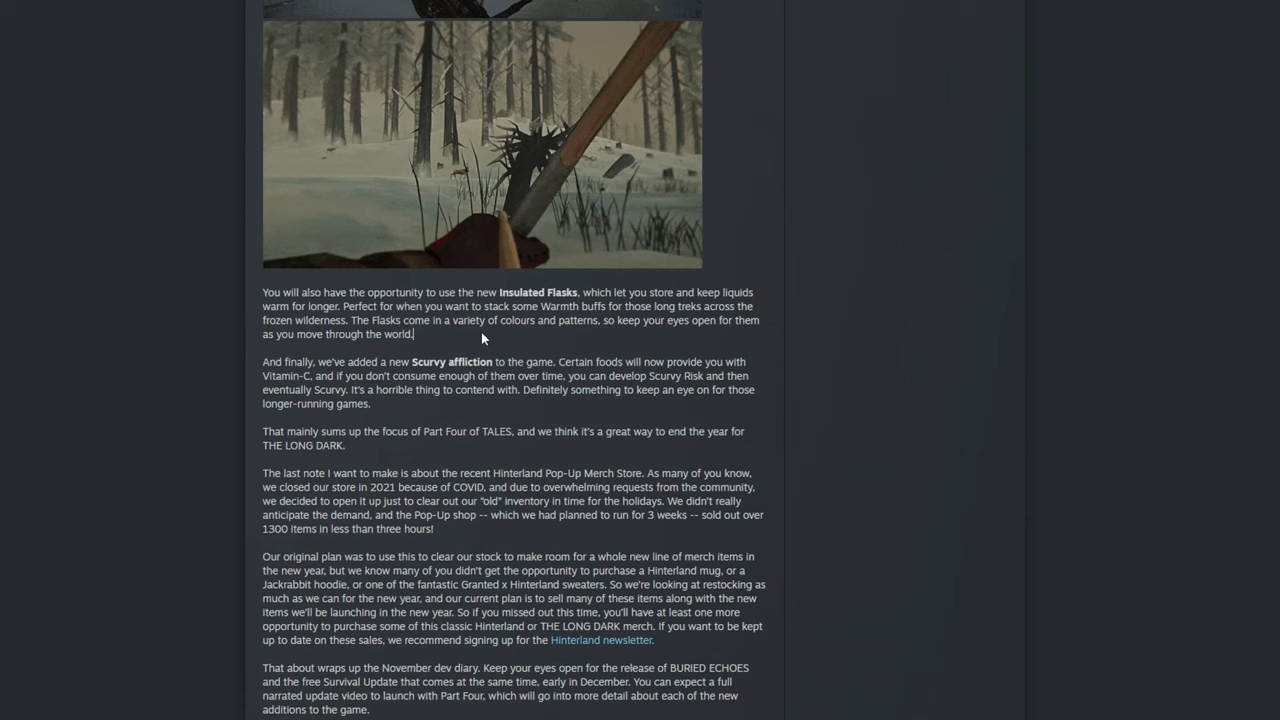 You will also have the opportunity to use the new Insulated Flasks, which let you store and keep liquids
warm for longer. Perfect for when you want to stack some Warmth buffs for those long treks across the
frozen wilderness. The Flasks come in a variety of colours and patterns, so keep your eyes open for them
as you move through the world.
And finally, we've added a new Scurvy affliction to the game. Certain foods will now provide you with
Vitamin-C, and if you don't consume enough of them over time, you can develop Scurvy Risk and then
eventually Scurvy. It's a horrible thing to contend with. Definitely something to keep an eye on for those
longer-running games.
That mainly sums up the focus of Part Four of TALES, and we think it's a great way to end the year for
THE LONG DARK.
The last note I want to make is about the recent Hinterland Pop-Up Merch Store. As many of you know,
we closed our store in 2021 because of COVID, and due to overwhelming requests from the community,
we decided to open it up just to clear out our "old" inventory in time for the holidays. We didn't really
anticipate the demand, and the Pop-Up shop -- which we had planned to run for 3 weeks -- sold out over
1300 items in less than three hours!
Our original plan was to use this to clear our stock to make room for a whole new line of merch items in
the new year, but we know many of you didn't get the opportunity to purchase a Hinterland mug, or a
Jackrabbit hoodie, or one of the fantastic Granted x Hinterland sweaters. So we're looking at restocking as
much as we can for the new year, and our current plan is to sell many of these items along with the new
items we'll be launching in the new year. So if you missed out this time, you'll have at least one more
opportunity to purchase some of this classic Hinterland or THE LONG DARK merch. If you want to be kept
up to date on these sales, we recommend signing up for the Hinterland newsletter.
That about wraps up the November dev diary. Keep your eyes open for the release of BURIED ECHOES
and the free Survival Update that comes at the same time, early in December. You can expect a full
narrated update video to launch with Part Four, which will go into more detail about each of the new
additions to the game.